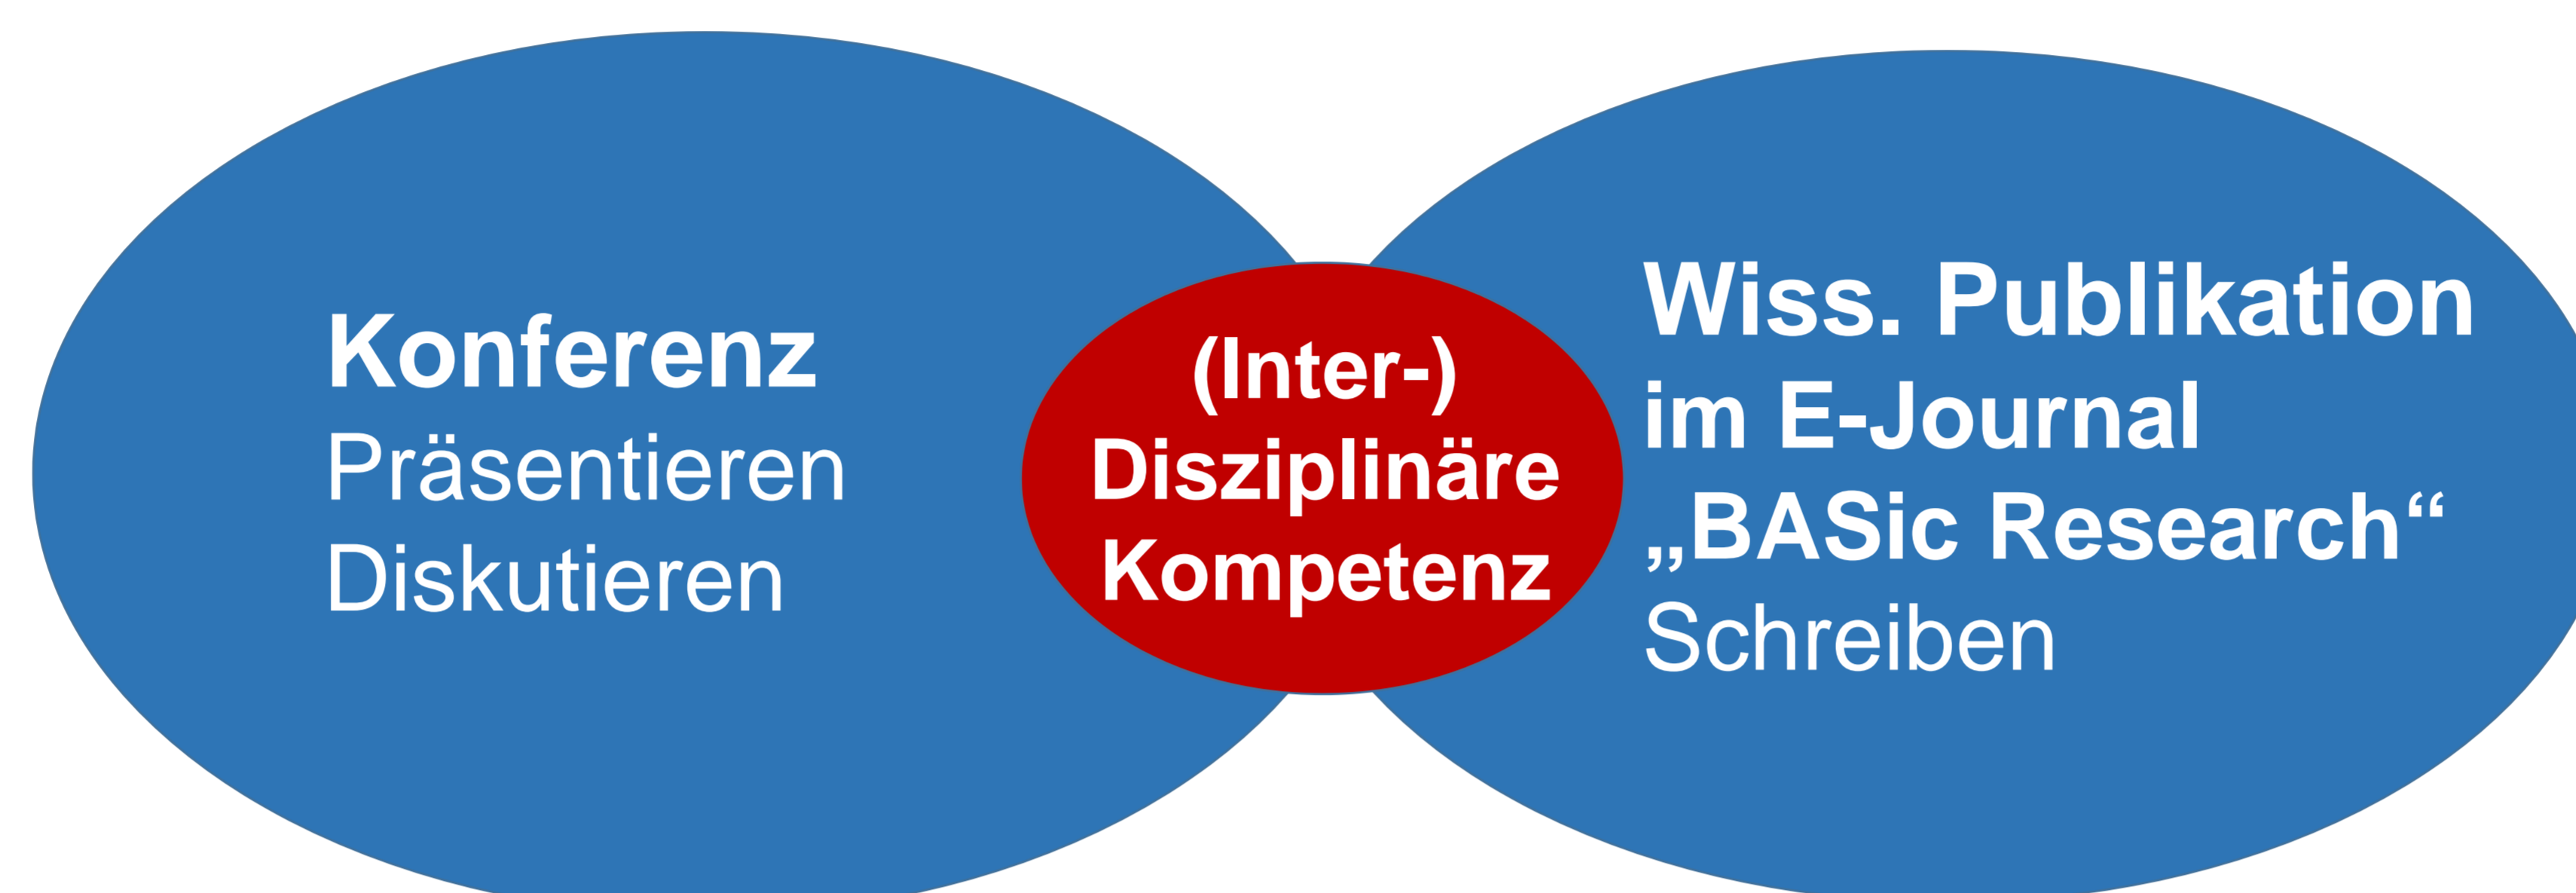 Konferenz
Präsentieren
Diskutieren
(Inter-)
Disziplinäre
Kompetenz
Wiss. Publikation
im E-Journal
„BASic Research“
Schreiben